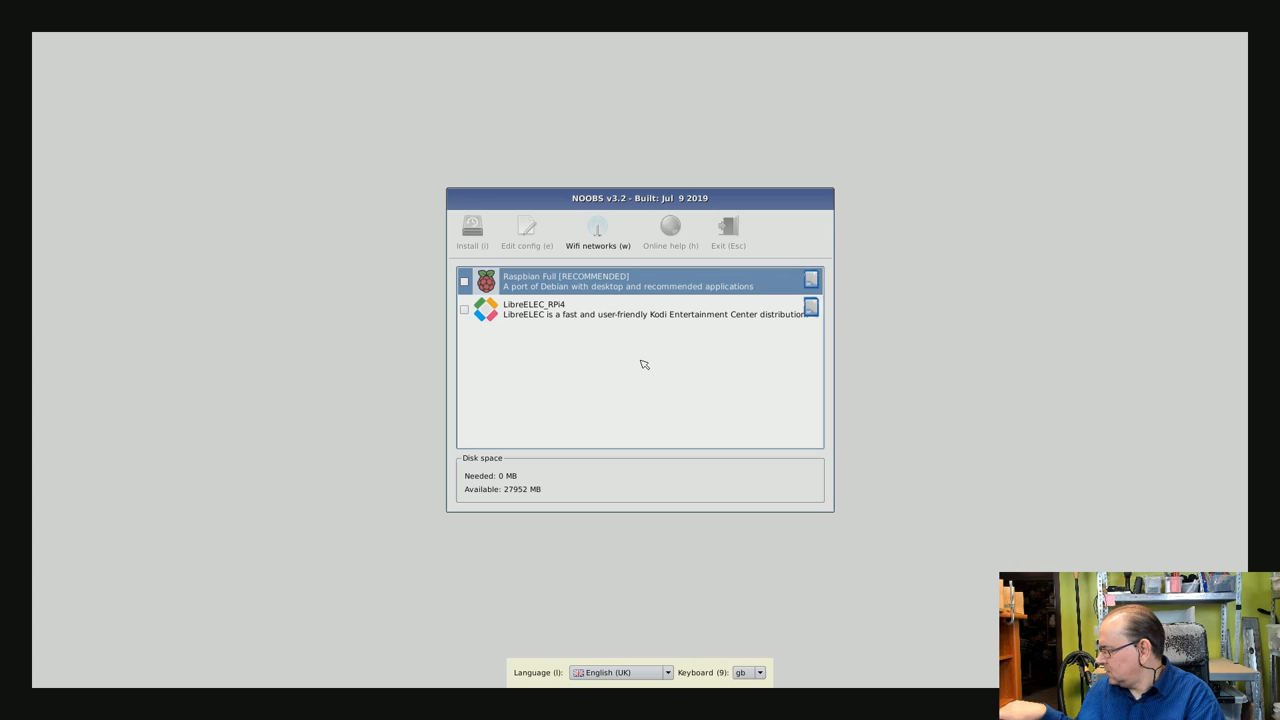 NOOBS v3.2 - Built: Jul  9 2019
Install (i)
Edit config (e)
Wifi networks (w)
Online help (h)
Exit (Esc)
Raspbian Full [RECOMMENDED]
A port of Debian with desktop and recommended applications
LibreELEC_RPi4
LibreELEC is a fast and user-friendly Kodi Entertainment Center distribution
Disk space
Needed: 0 MB
Available: 27952 MB
Language (l): English (UK) Keyboard (9): gb